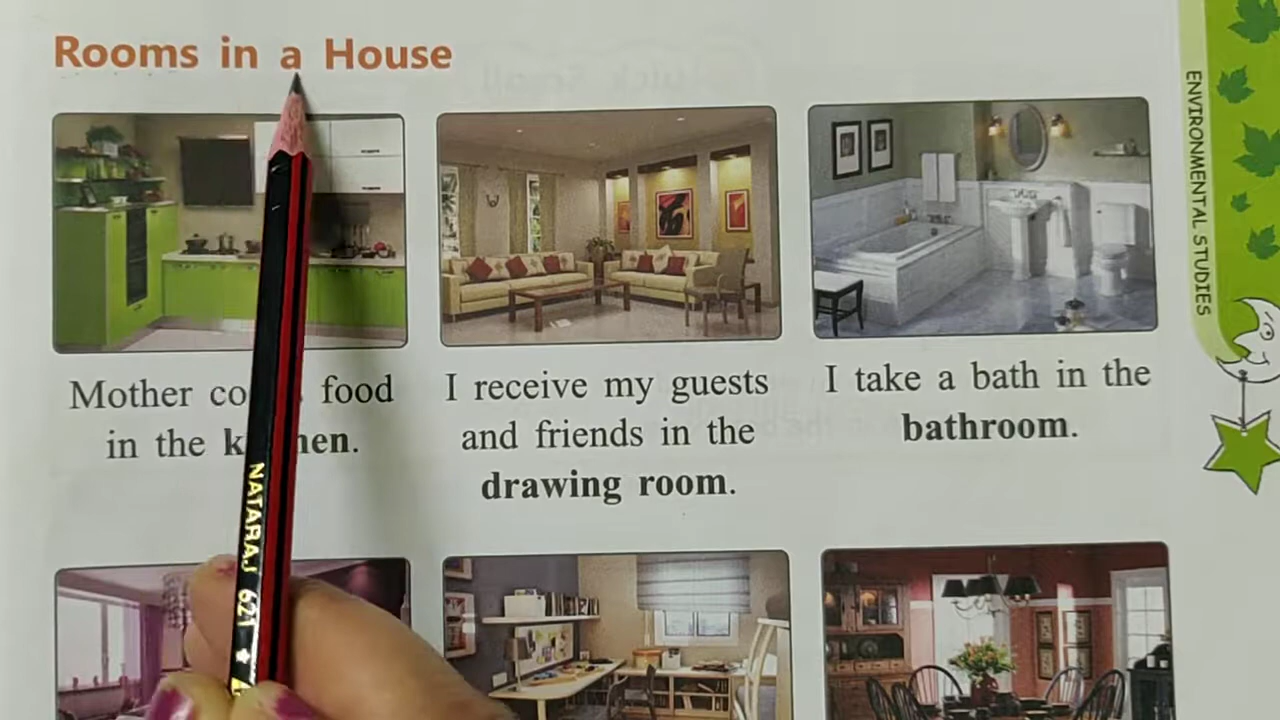 Rooms in a House
ENVIRONMENTAL STUDIES
Mother food
in the
I receive my guests
and friends in the
drawing room.
I take a bath in the
bathroom.
NATARAJ 621